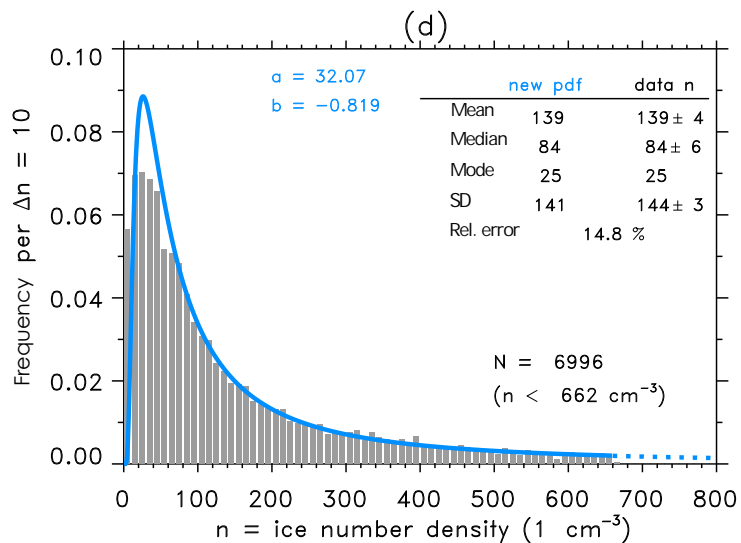 (d)
0.10
0.08
0.06
0.04
0.02
0.00
Frequency per Δn = 10
a = 32.07
b = −0.819
new pdf data n
Mean 139 139± 4
Median 84 84± 6
Mode 25 25
SD 141 144± 3
Rel. error 14.8 %
N = 6996
(n < 662 cm⁻³)
0 100 200 300 400 500 600 700 800
n = ice number density (1 cm⁻³)